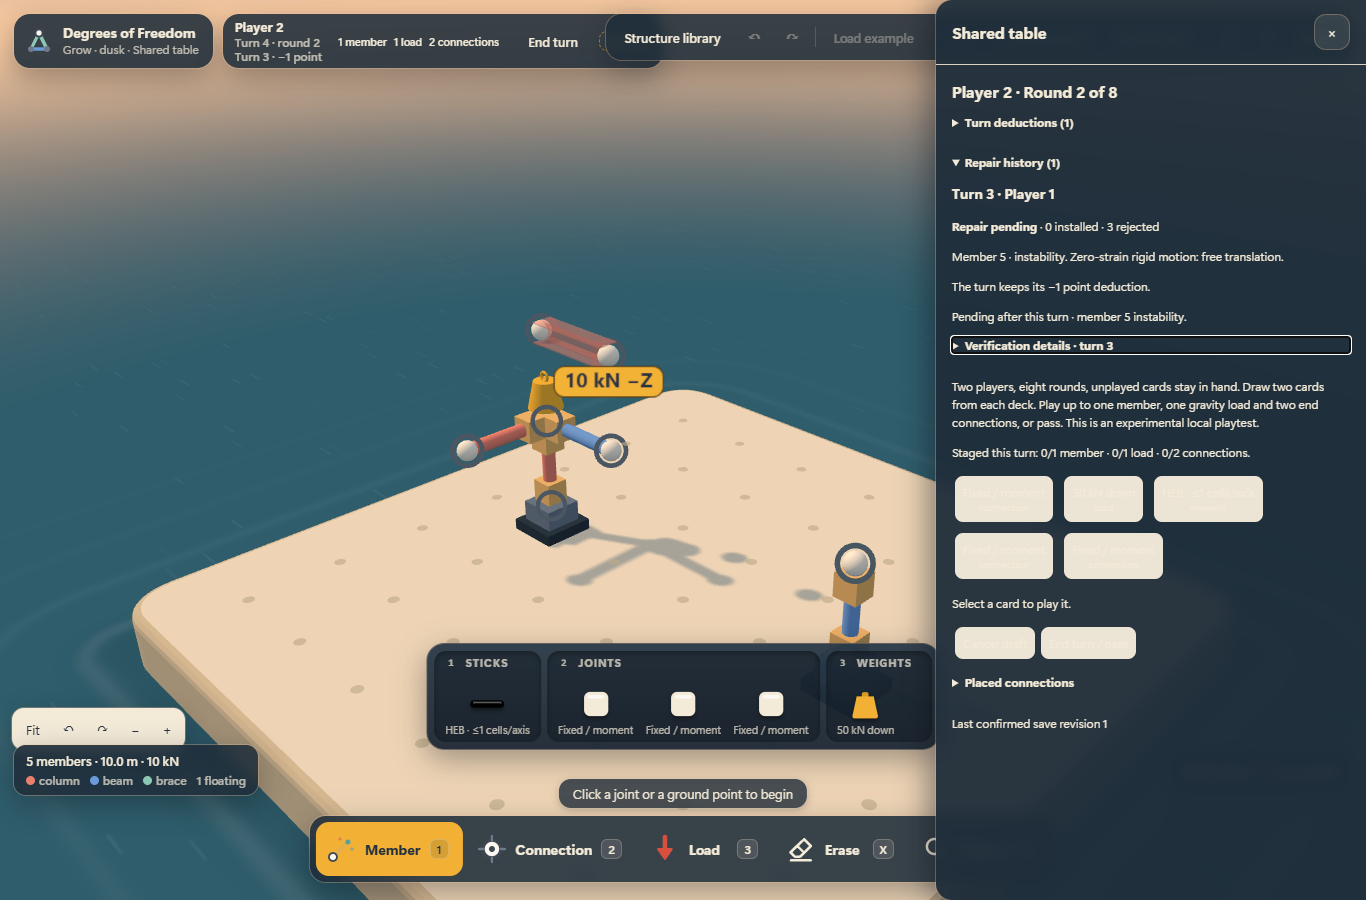 Degrees of Freedom
Grow · dusk · Shared table
Player 2
Turn 4 · round 2
Turn 3 · −1 point
1 member 1 load 2 connections
End turn
Structure library
Load example
10 kN −Z
1 STICKS
HEB · ≤1 cells/axis
2 JOINTS
Fixed / moment
Fixed / moment
Fixed / moment
3 WEIGHTS
50 kN down
Fit
−
+
5 members · 10.0 m · 10 kN
column beam brace 1 floating
Click a joint or a ground point to begin
Member 1
Connection 2
Load 3
Erase X
Shared table
×
Player 2 · Round 2 of 8
Turn deductions (1)
Repair history (1)
Turn 3 · Player 1
Repair pending · 0 installed · 3 rejected
Member 5 · instability. Zero-strain rigid motion: free translation.
The turn keeps its −1 point deduction.
Pending after this turn · member 5 instability.
Verification details · turn 3
Two players, eight rounds, unplayed cards stay in hand. Draw two cards
from each deck. Play up to one member, one gravity load and two end
connections, or pass. This is an experimental local playtest.
Staged this turn: 0/1 member · 0/1 load · 0/2 connections.
Select a card to play it.
Placed connections
Last confirmed save revision 1